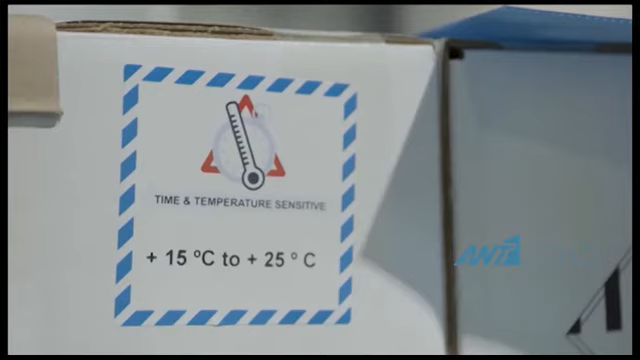 TIME & TEMPERATURE SENSITIVE
+ 15 ºC to + 25 º C
ANT1